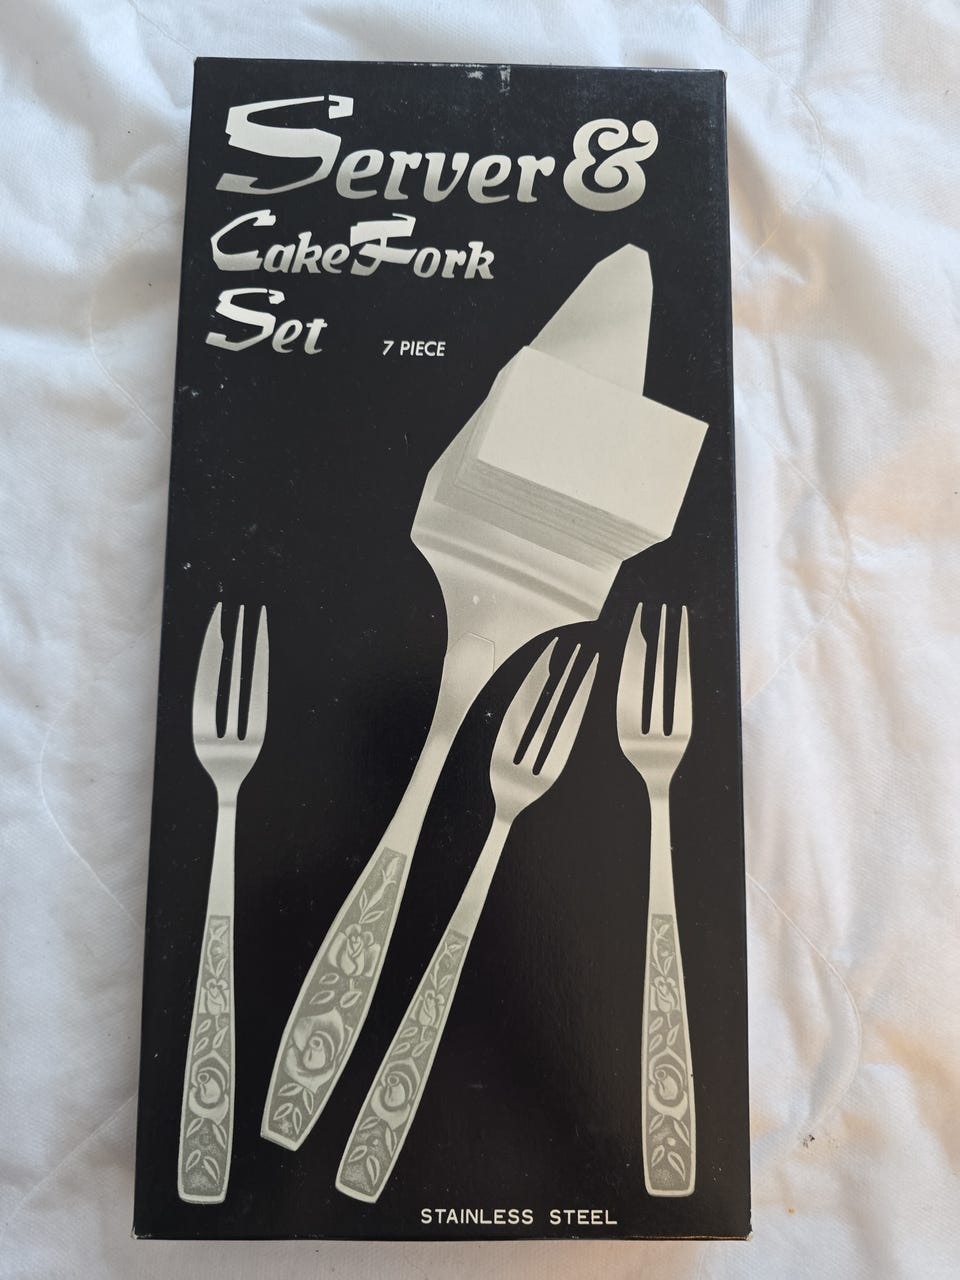 Server &
Cake Fork
Set
7 PIECE
STAINLESS STEEL